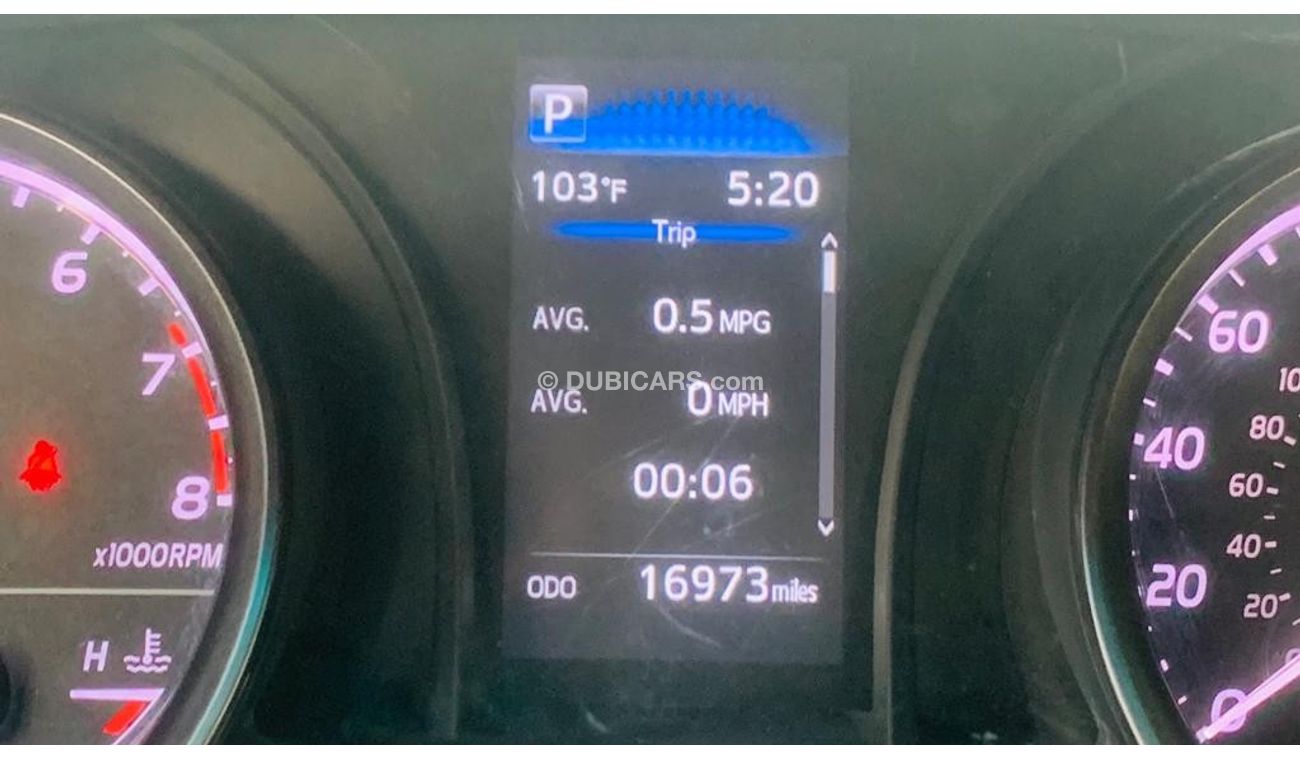 P
103°F 5:20
Trip
AVG. 0.5 MPG
© DUBICARS.com
AVG. 0 MPH
00:06
ODO 16973 miles
6
7
8
x1000RPM
H
60
40
20
0
80
60
40
20